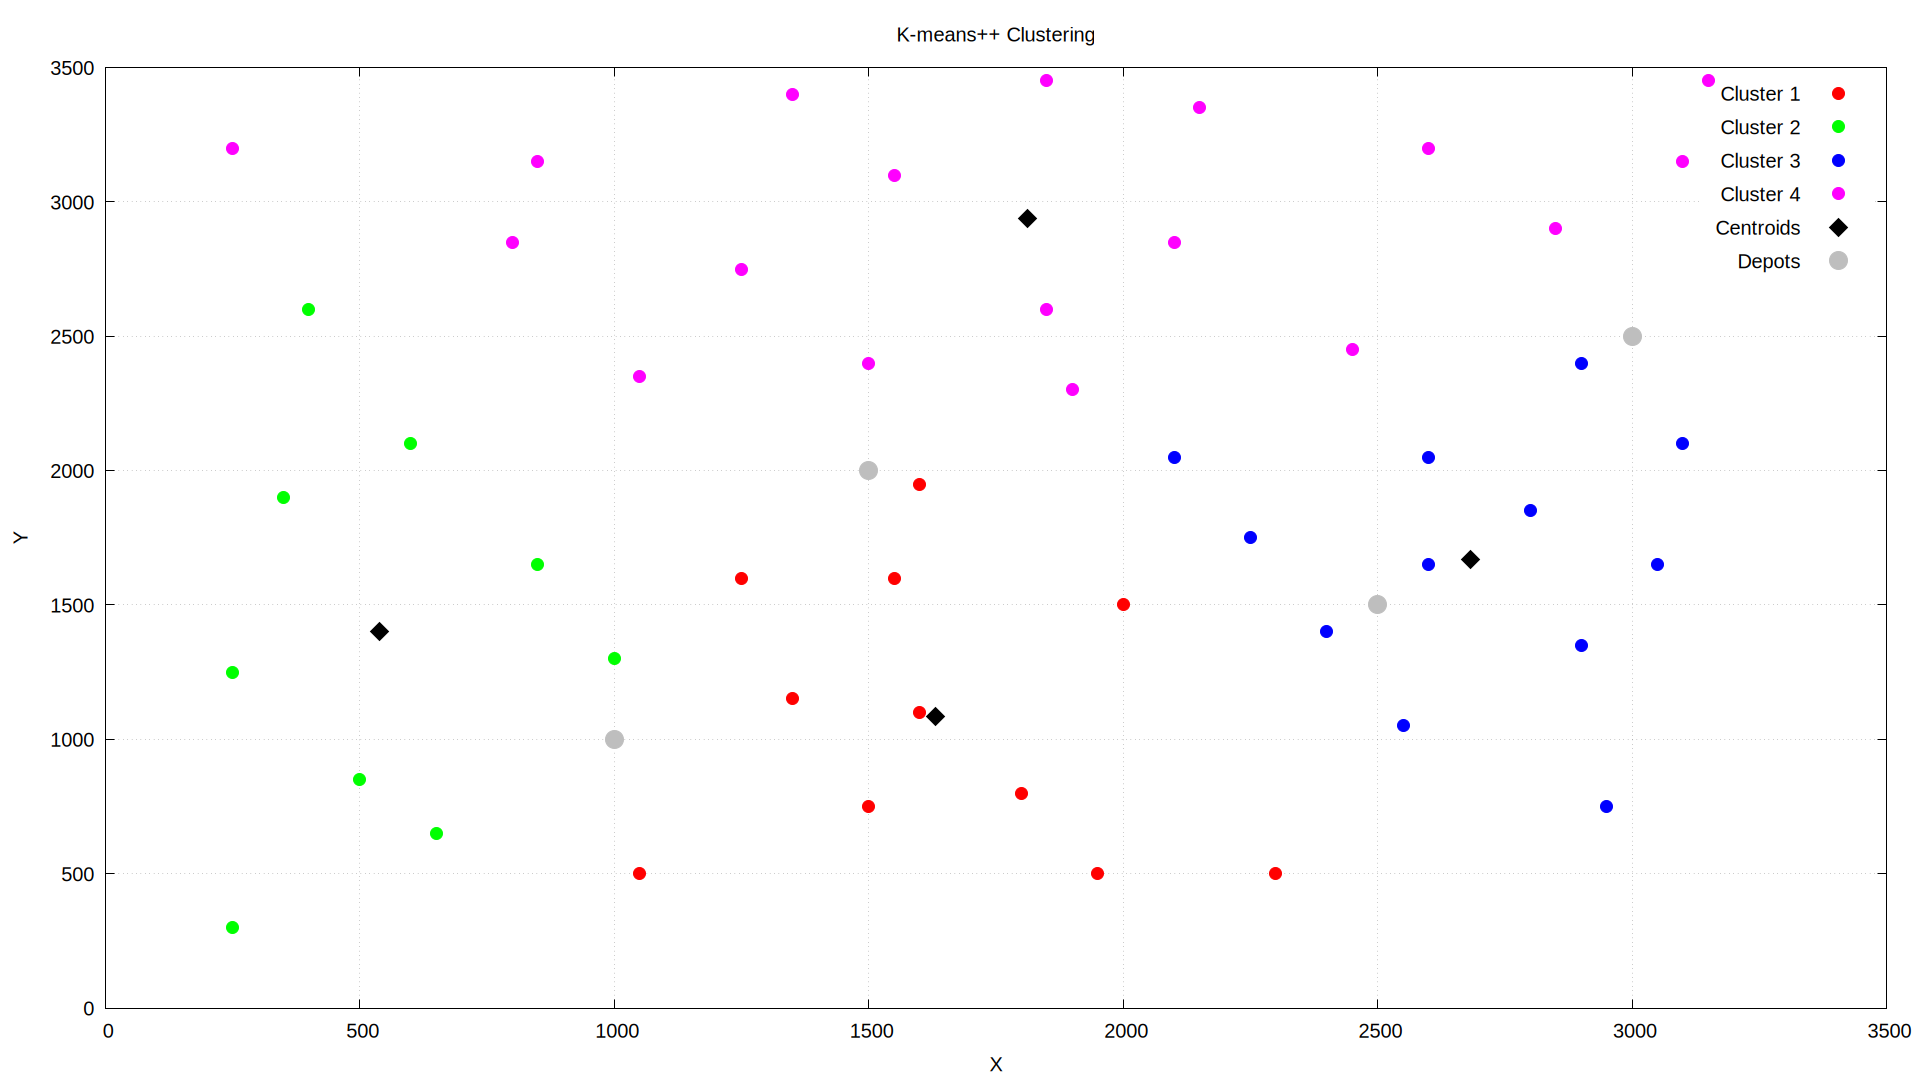 K-means++ Clustering
3500
3000
2500
2000
1500
1000
500
0
Y
Cluster 1
Cluster 2
Cluster 3
Cluster 4
Centroids
Depots
0 500 1000 1500 2000 2500 3000 3500
X